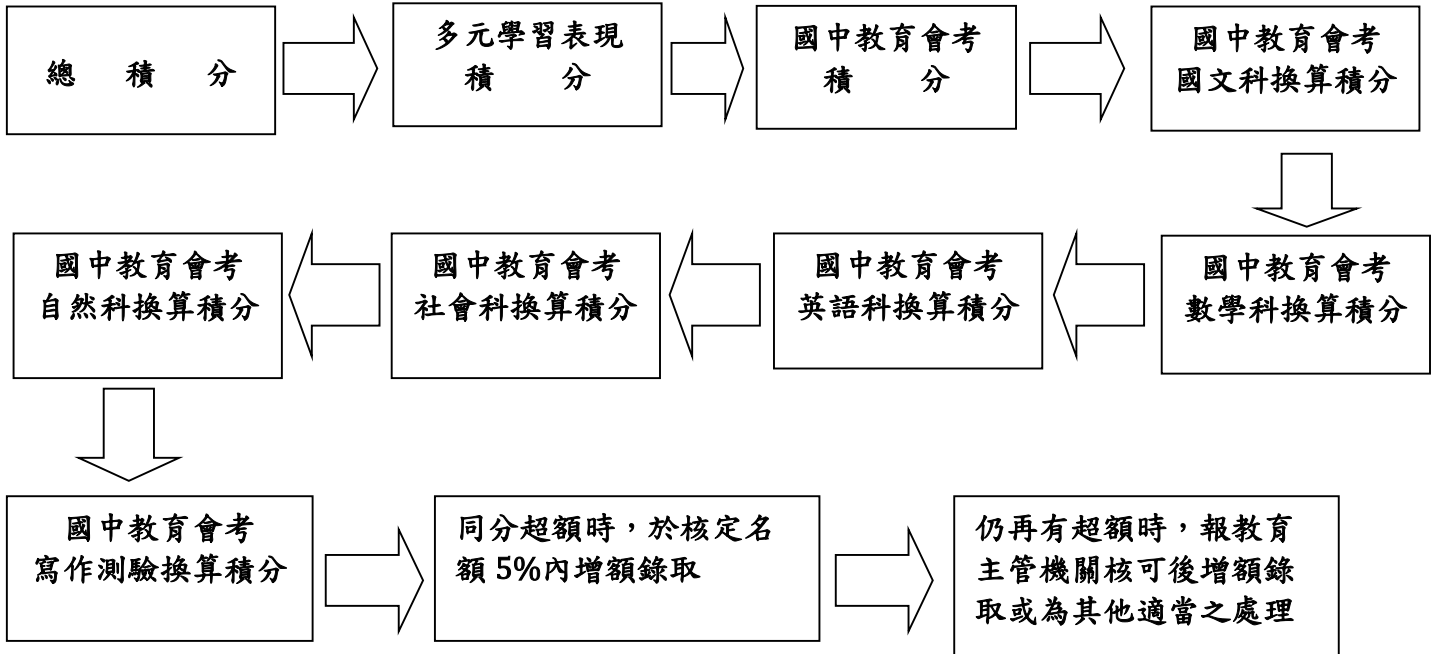 總 積 分
多元學習表現
積 分
國中教育會考
積 分
國中教育會考
國文科換算積分
國中教育會考
數學科換算積分
國中教育會考
英語科換算積分
國中教育會考
社會科換算積分
國中教育會考
自然科換算積分
國中教育會考
寫作測驗換算積分
同分超額時，於核定名
額 5%內增額錄取
仍再有超額時，報教育
主管機關核可後增額錄
取或為其他適當之處理